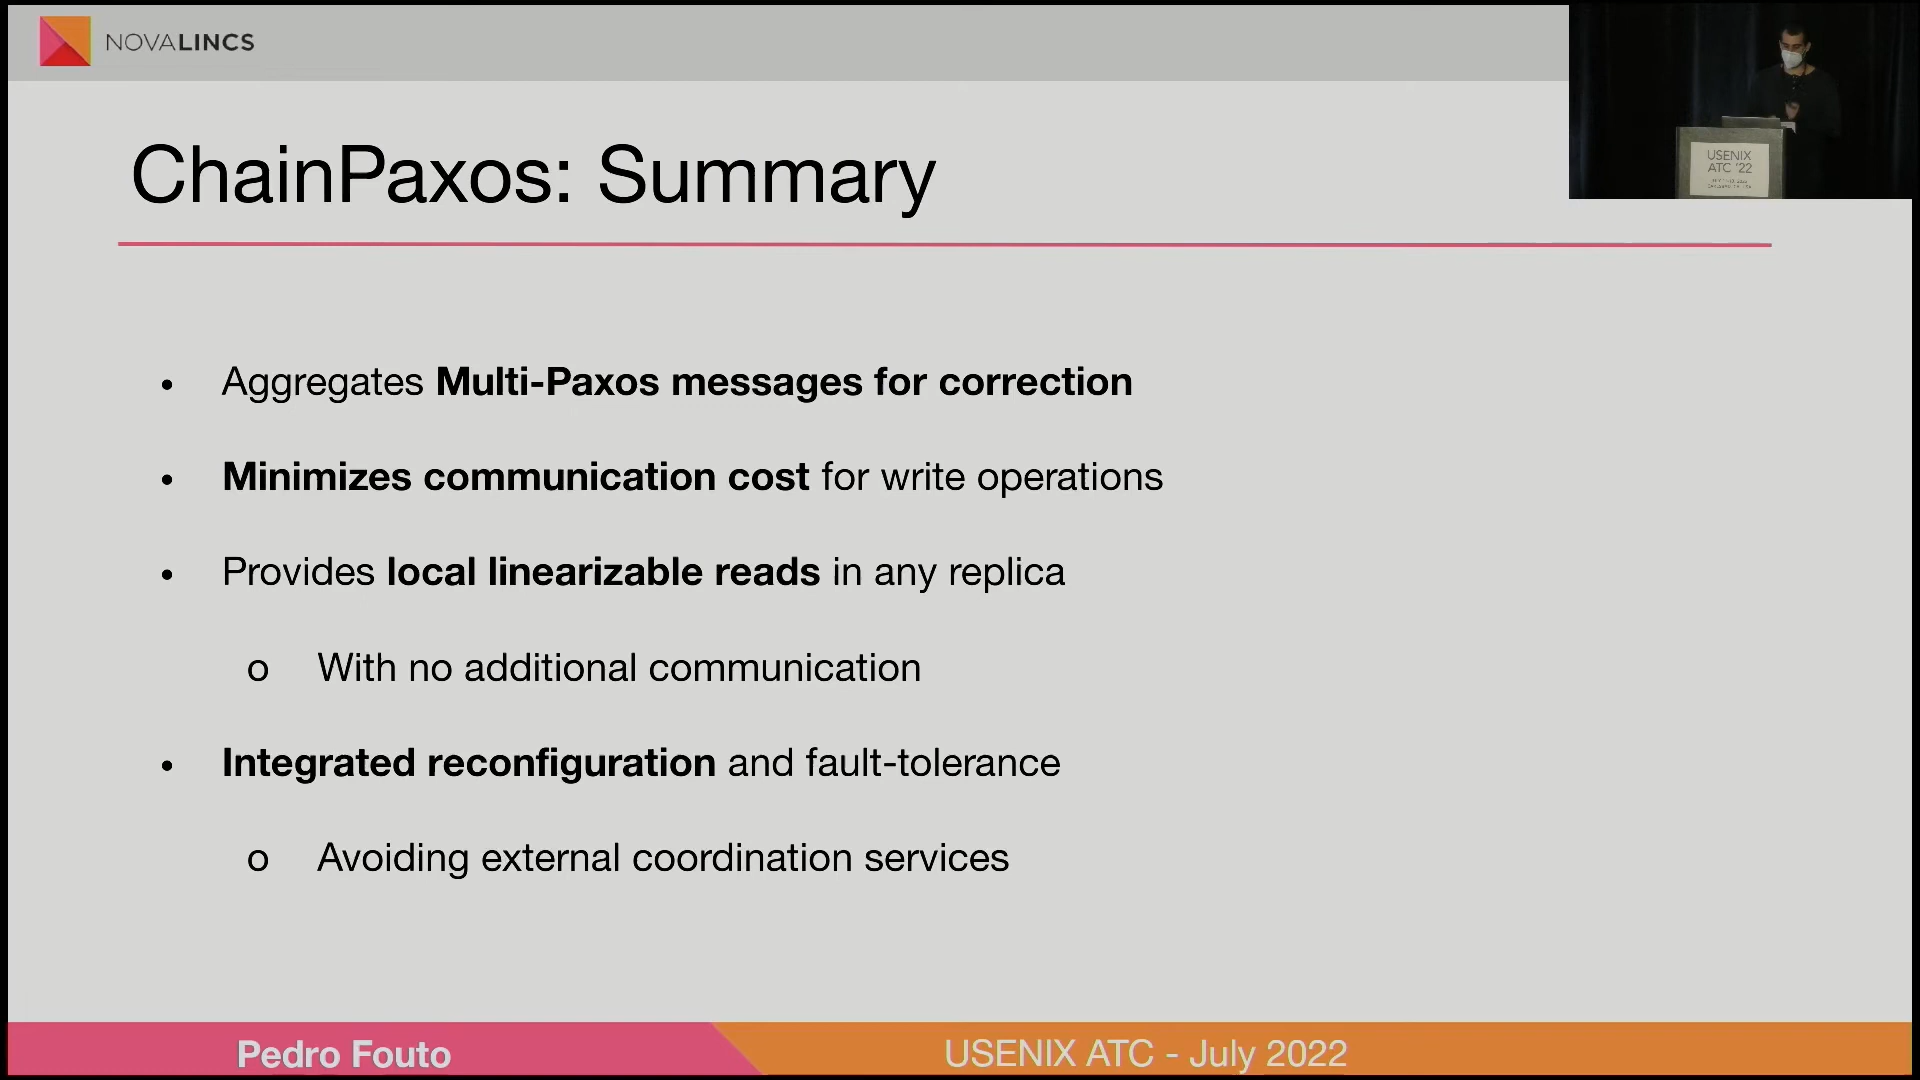 NOVALINCS
USENIX
ATC '22
ChainPaxos: Summary
• Aggregates Multi-Paxos messages for correction
• Minimizes communication cost for write operations
• Provides local linearizable reads in any replica
o With no additional communication
• Integrated reconfiguration and fault-tolerance
o Avoiding external coordination services
Pedro Fouto
USENIX ATC - July 2022